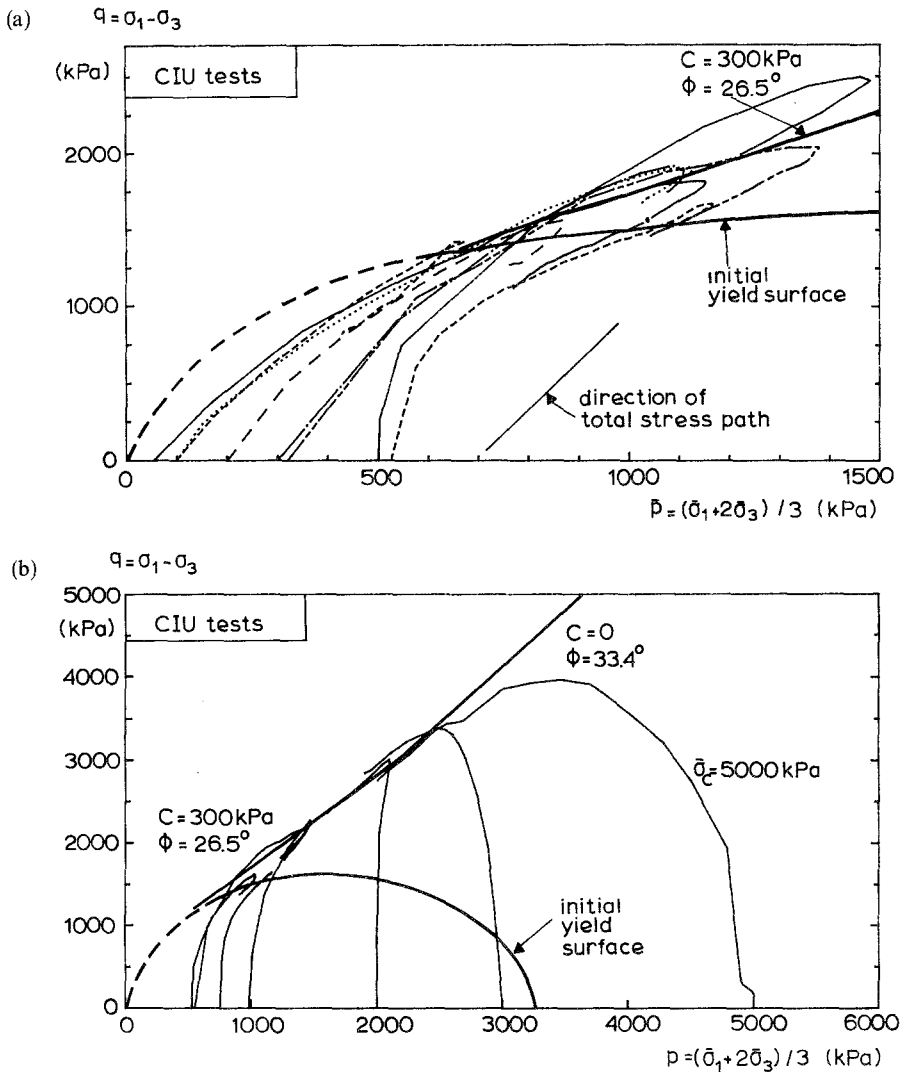 (a)
q = σ₁-σ₃
(kPa)
CIU tests
C = 300 kPa
Φ = 26.5°
2000
1000
0
initial
yield surface
direction of
total stress path
0
500
1000
1500
p̄ = (σ̄₁+2σ̄₃)/3 (kPa)
(b)
q = σ₁-σ₃
5000
(kPa)
CIU tests
4000
3000
2000
1000
0
C = 0
Φ = 33.4°
σ̄c = 5000 kPa
C = 300 kPa
Φ = 26.5°
initial
yield
surface
0
1000
2000
3000
4000
5000
6000
p = (σ̄₁+2σ̄₃)/3 (kPa)